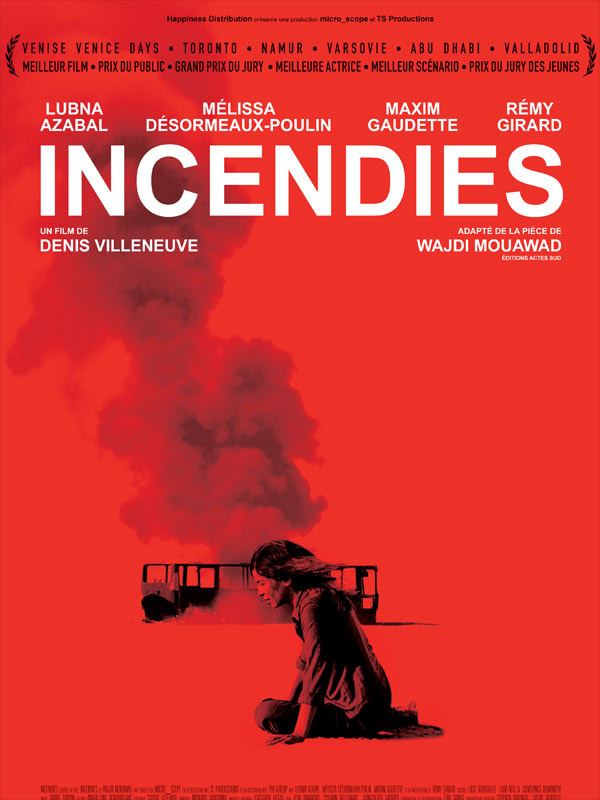 Happiness Distribution présente une production micro_scope et TS Productions
VENISE VENICE DAYS • TORONTO • NAMUR • VARSOVIE • ABU DHABI • VALLADOLID
MEILLEUR FILM • PRIX DU PUBLIC • GRAND PRIX DU JURY • MEILLEURE ACTRICE • MEILLEUR SCÉNARIO • PRIX DU JURY DES JEUNES
LUBNA AZABAL
MÉLISSA DÉSORMEAUX-POULIN
MAXIM GAUDETTE
RÉMY GIRARD
INCENDIES
UN FILM DE
DENIS VILLENEUVE
ADAPTÉ DE LA PIÈCE DE
WAJDI MOUAWAD
ÉDITIONS ACTES SUD